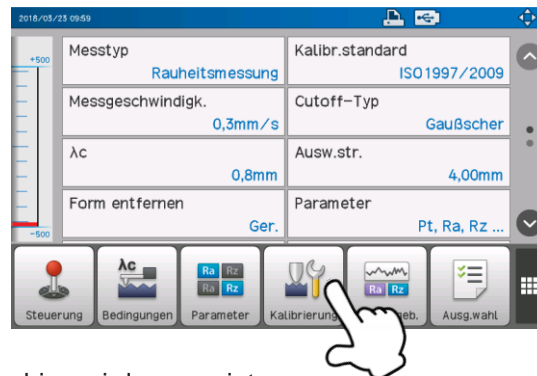 2018/03/23 09:59
+500
-500
Messtyp
Rauheitsmessung
Kalibr.standard
ISO1997/2009
Messgeschwindigk.
0,3mm/s
Cutoff-Typ
Gaußscher
λc
0,8mm
Ausw.str.
4,00mm
Form entfernen
Ger.
Parameter
Pt, Ra, Rz ...
λc
Ra Rz
Ra Rz
Ra Rz
Steuerung
Bedingungen
Parameter
Kalibrierung
eb.
Ausg.wahl